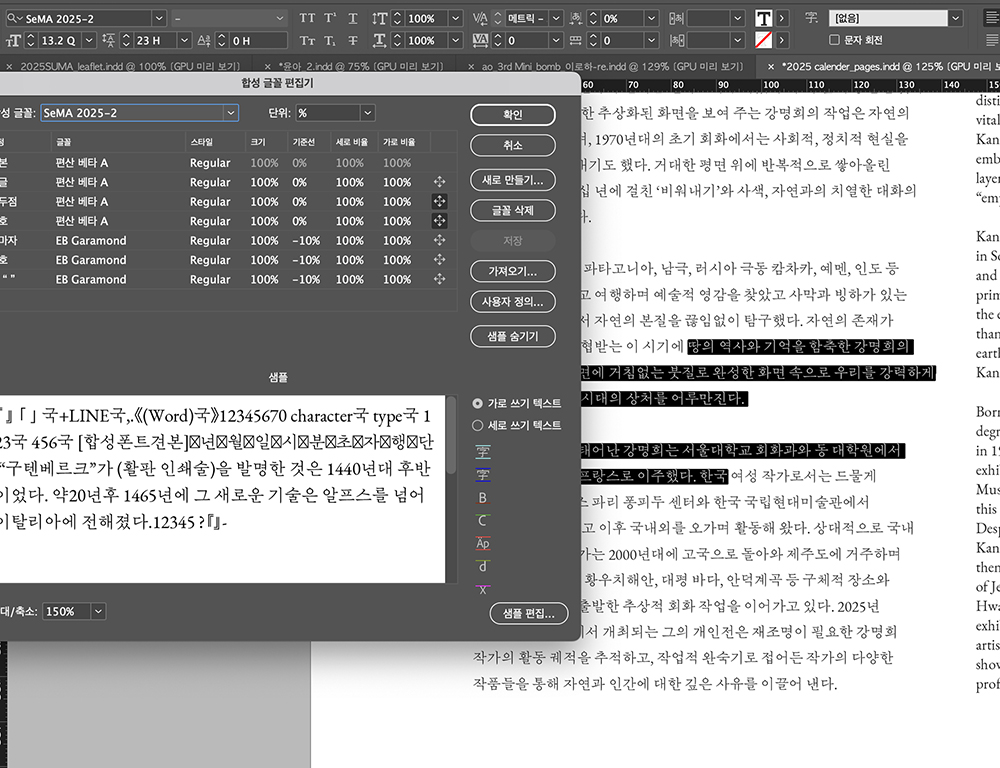 SeMA 2025-2
–
TT T¹ T
100%
메트릭 –
0%
T
字.
[없음]
13.2 Q
23 H
0 H
Tт T₁ T
100%
0
0
문자 회전
× 2025SUMA_leaflet.indd @ 100% [GPU 미리 보기]
× *윤아 2.indd @ 75% [GPU 미리 보기]
× ao_3rd Mini_bomb 이로하-re.indd @ 129% [GPU 미리 보기]
× *2025 calender_pages.indd @ 125% [GPU 미리 보
60 70 80 90 100 110 120 130 140
합성 글꼴 편집기
성 글꼴: SeMA 2025-2
단위: %
글꼴 스타일 크기 기준선 세로 비율 가로 비율
본 편산 베타 A Regular 100% 0% 100% 100%
글 편산 베타 A Regular 100% 0% 100% 100%
두점 편산 베타 A Regular 100% 0% 100% 100%
호 편산 베타 A Regular 100% 0% 100% 100%
마자 EB Garamond Regular 100% -10% 100% 100%
호 EB Garamond Regular 100% -10% 100% 100%
“ " EB Garamond Regular 100% -10% 100% 100%
확인
취소
새로 만들기...
글꼴 삭제
저장
가져오기...
사용자 정의...
샘플 숨기기
샘플
『』「」국+LINE국,.《(Word)국》12345670 character국 type국 1
23국 456국 [합성폰트견본]년월일시분초자행단
“구텐베르크”가 (활판 인쇄술)을 발명한 것은 1440년대 후반
이었다. 약20년후 1465년에 그 새로운 기술은 알프스를 넘어
이탈리아에 전해졌다.12345 ?『』-
가로 쓰기 텍스트
세로 쓰기 텍스트
字
字
B
C
Ap
d
x
대/축소: 150%
샘플 편집...
한 추상화된 화면을 보여 주는 강명희의 작업은 자연의
, 1970년대의 초기 회화에서는 사회적, 정치적 현실을
내기도 했다. 거대한 평면 위에 반복적으로 쌓아올린
십 년에 걸친 ‘비워내기’와 사색, 자연과의 치열한 대화의
다.
파타고니아, 남극, 러시아 극동 캄차카, 예멘, 인도 등
고 여행하며 예술적 영감을 찾았고 사막과 빙하가 있는
서 자연의 본질을 끊임없이 탐구했다. 자연의 존재가
협받는 이 시기에 땅의 역사와 기억을 함축한 강명희의
면에 거침없는 붓질로 완성한 화면 속으로 우리를 강력하게
시대의 상처를 어루만진다.
태어난 강명희는 서울대학교 회화과와 동 대학원에서
프랑스로 이주했다. 한국 여성 작가로서는 드물게
스 파리 퐁피두 센터와 한국 국립현대미술관에서
고 이후 국내외를 오가며 활동해 왔다. 상대적으로 국내
가는 2000년대에 고국으로 돌아와 제주도에 거주하며
황우치해안, 대평 바다, 안덕계곡 등 구체적 장소와
출발한 추상적 회화 작업을 이어가고 있다. 2025년
에서 개최되는 그의 개인전은 재조명이 필요한 강명희
작가의 활동 궤적을 추적하고, 작업적 완숙기로 접어든 작가의 다양한
작품들을 통해 자연과 인간에 대한 깊은 사유를 이끌어 낸다.
disti
vital
Kan
emb
layer
“emp
Kan
in Se
and
prim
the c
than
eart
Kan
Born
degr
in 19
exhi
Mus
this
Desp
Kan
then
of Je
Hwa
exhi
artis
show
prof